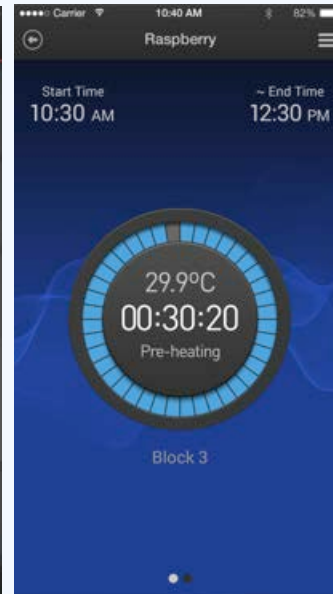 Carrier 10:40 AM 82%
Raspberry
Start Time ~ End Time
10:30 AM 12:30 PM
29.9°C
00:30:20
Pre-heating
Block 3